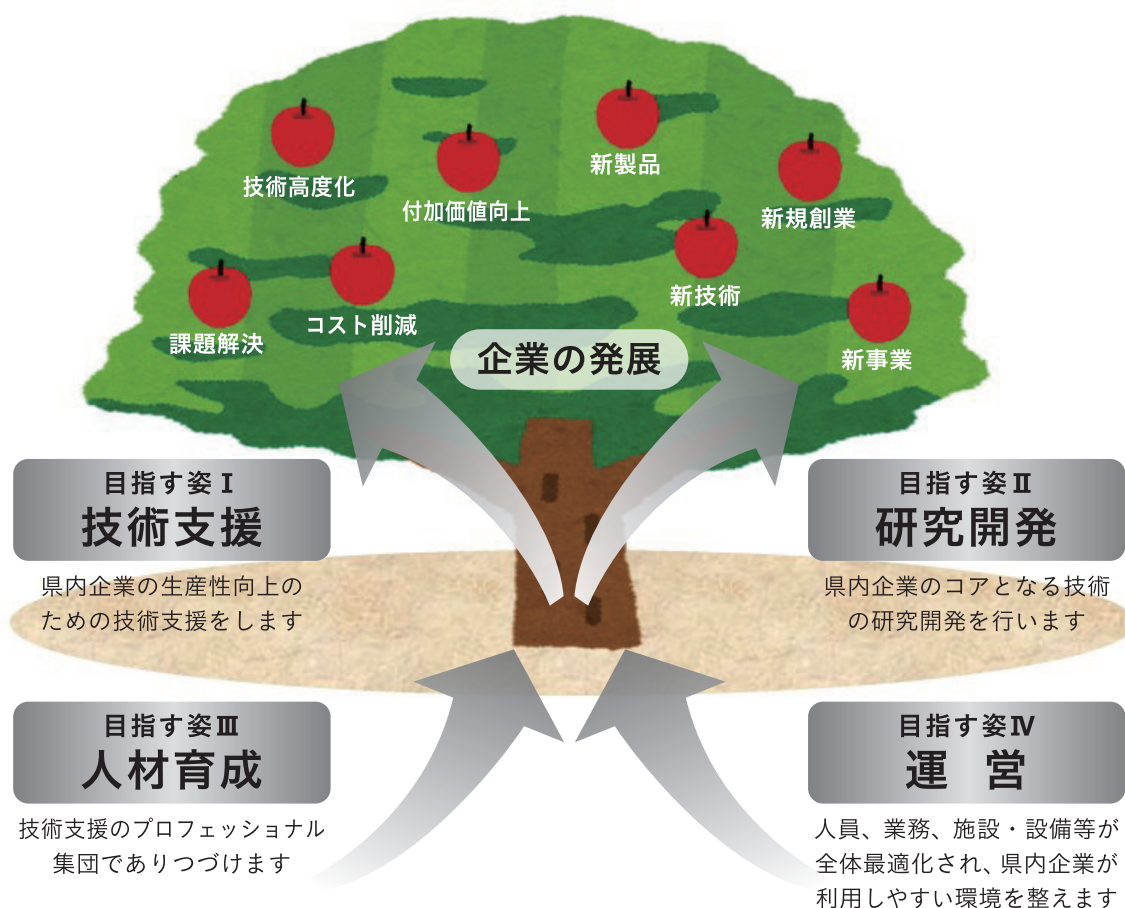 新製品
技術高度化
付加価値向上
新規創業
新技術
コスト削減
課題解決
新事業
企業の発展
目指す姿Ⅰ
技術支援
県内企業の生産性向上の
ための技術支援をします
目指す姿Ⅱ
研究開発
県内企業のコアとなる技術
の研究開発を行います
目指す姿Ⅲ
人材育成
技術支援のプロフェッショナル
集団でありつづけます
目指す姿Ⅳ
運 営
人員、業務、施設・設備等が
全体最適化され、県内企業が
利用しやすい環境を整えます